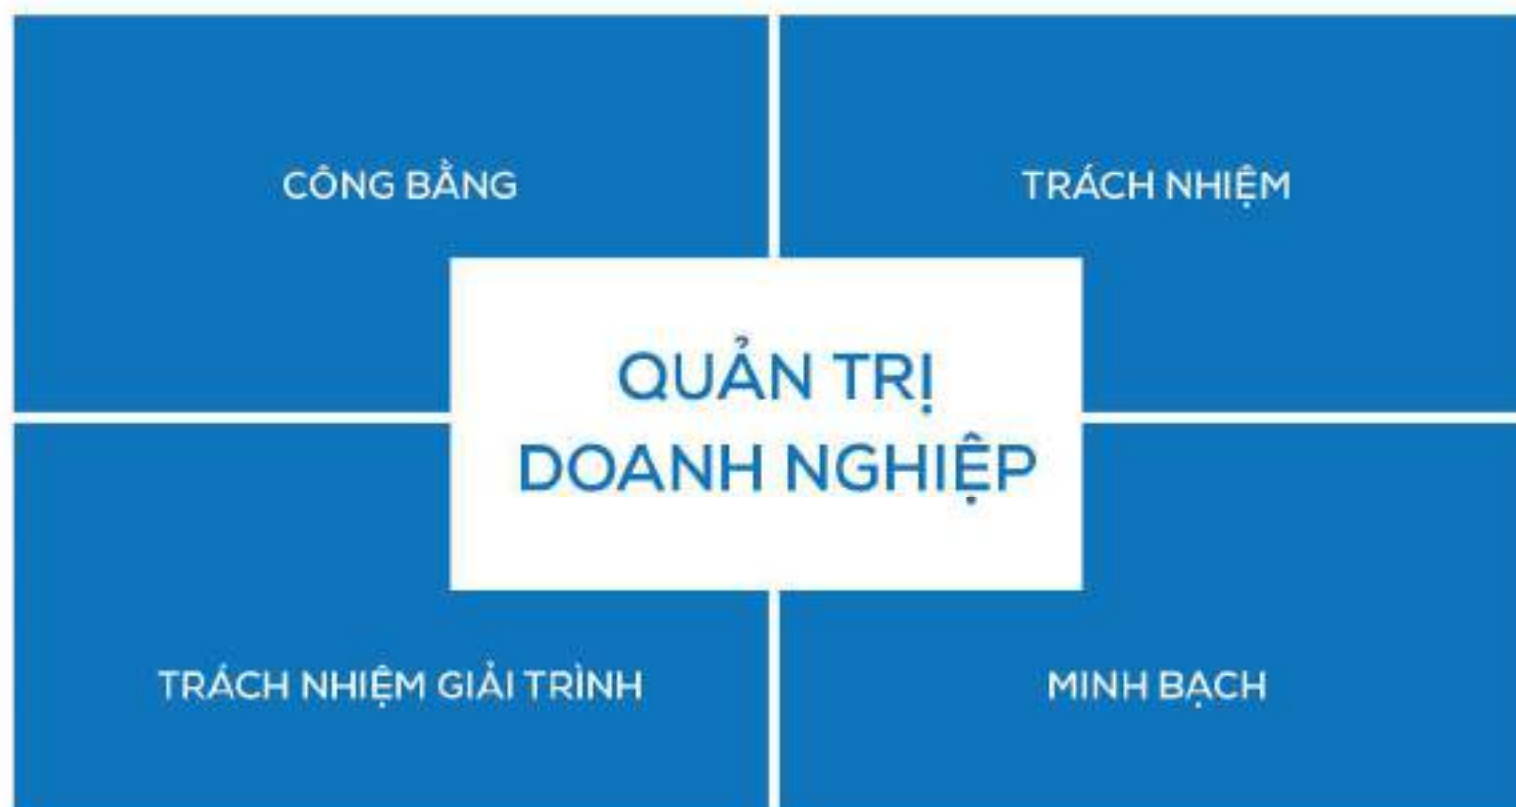 CÔNG BẰNG
TRÁCH NHIỆM
QUẢN TRỊ
DOANH NGHIỆP
TRÁCH NHIỆM GIẢI TRÌNH
MINH BẠCH